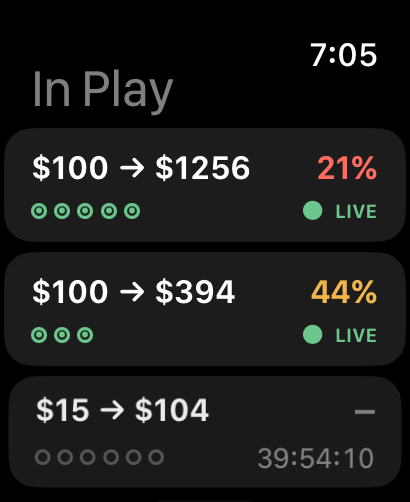 7:05
In Play
$100 → $1256 21%
LIVE
$100 → $394 44%
LIVE
$15 → $104 –
39:54:10